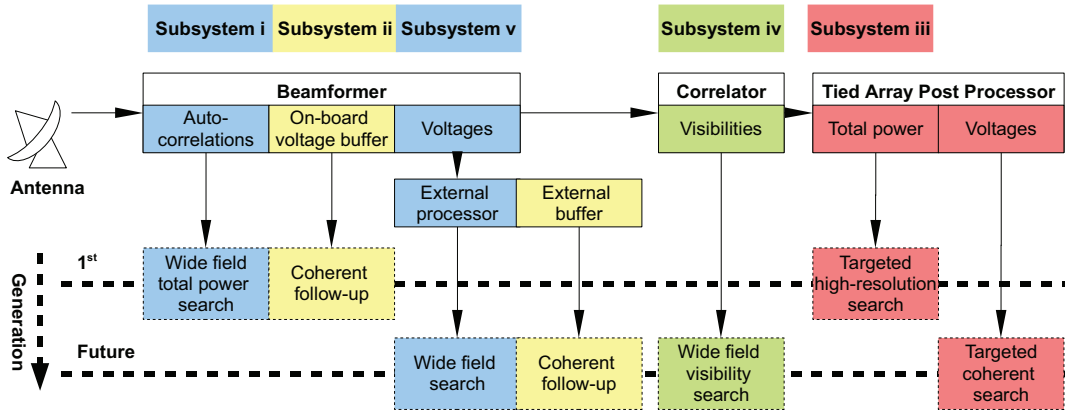 Subsystem i
Subsystem ii
Subsystem v
Subsystem iv
Subsystem iii
Beamformer
Correlator
Tied Array Post Processor
Auto-
correlations
On-board
voltage buffer
Voltages
Visibilities
Total power
Voltages
Antenna
External
processor
External
buffer
Generation
1st
Wide field
total power
search
Coherent
follow-up
Targeted
high-resolution
search
Future
Wide field
search
Coherent
follow-up
Wide field
visibility
search
Targeted
coherent
search